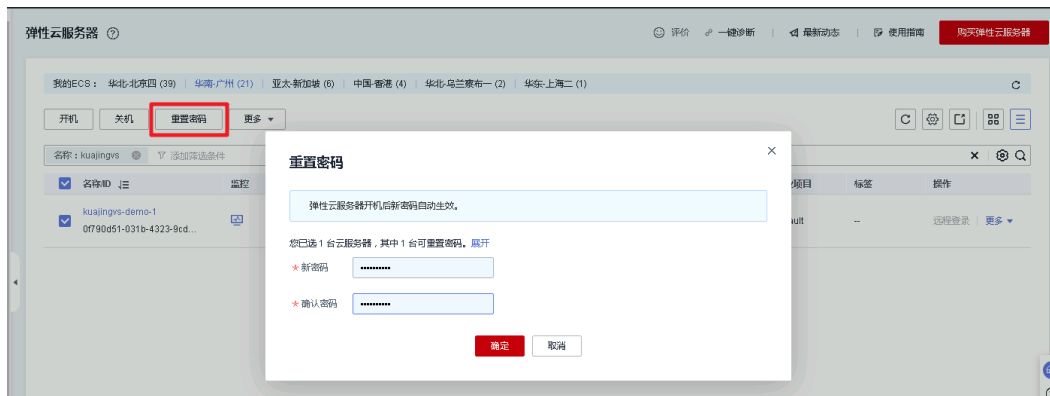 弹性云服务器
评价 一键诊断 最新动态 使用指南 购买弹性云服务器
我的ECS： 华北-北京四 (39) 华南-广州 (21) 亚太-新加坡 (6) 中国-香港 (4) 华北-乌兰察布一 (2) 华东-上海二 (1)
开机 关机 重置密码 更多
名称 : kuajingvs 添加筛选条件
名称/ID 监控 项目 标签 操作
kuajingvs-demo-1
0f790d51-031b-4323-9cd... ault -- 远程登录 更多
重置密码
弹性云服务器开机后新密码自动生效。
您已选 1 台云服务器，其中 1 台可重置密码。展开
* 新密码 ••••••••••
* 确认密码 ••••••••••
确定 取消